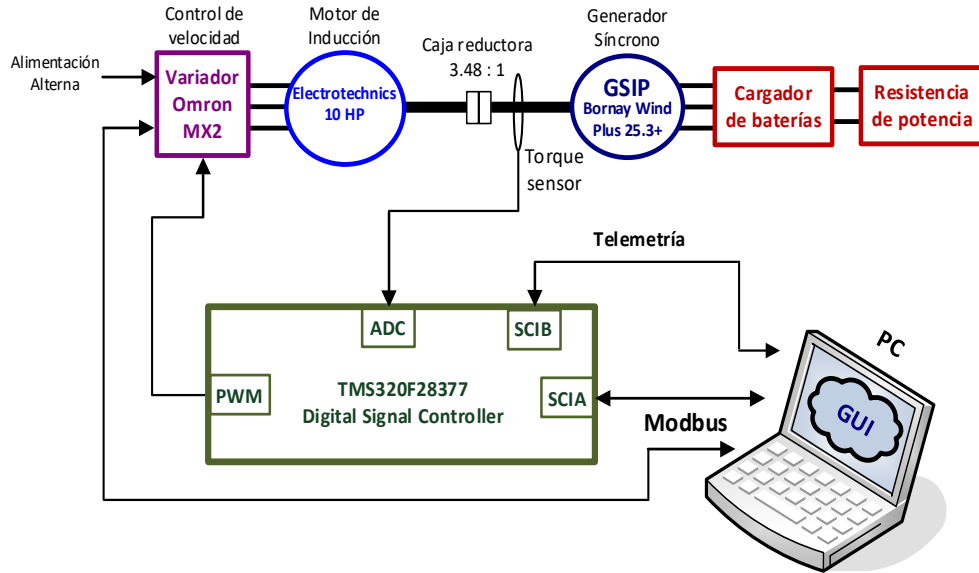 Control de
velocidad
Motor de
Inducción
Generador
Síncrono
Caja reductora
3.48 : 1
Alimentación
Alterna
Variador
Omron
MX2
Electrotechnics
10 HP
GSIP
Bornay Wind
Plus 25.3+
Cargador
de baterías
Resistencia
de potencia
Torque
sensor
Telemetría
ADC
SCIB
PC
PWM
TMS320F28377
Digital Signal Controller
SCIA
Modbus
GUI